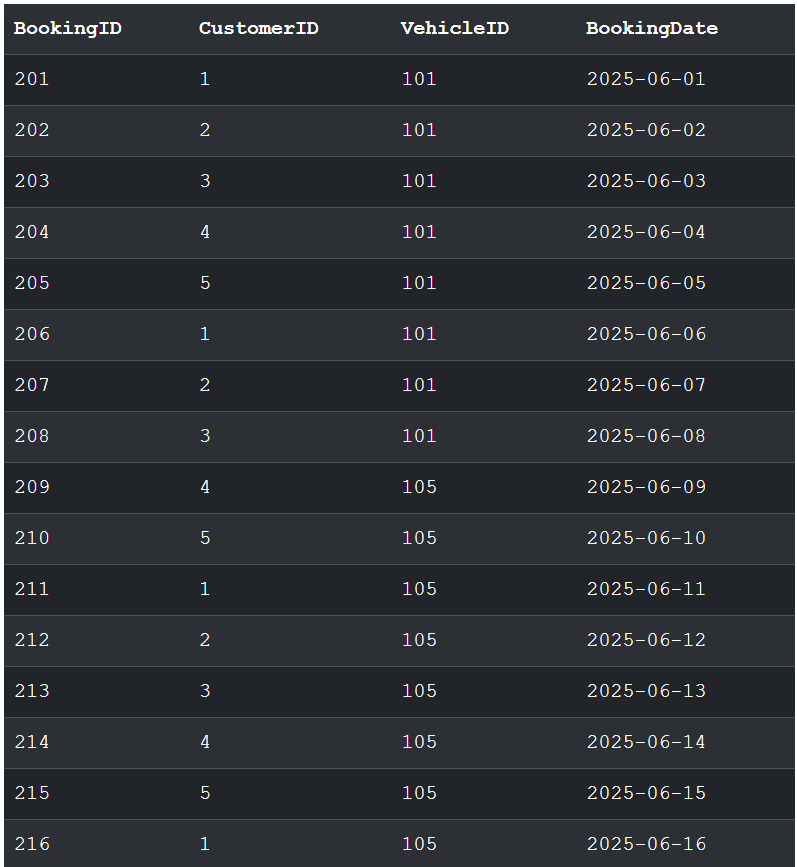 BookingID CustomerID VehicleID BookingDate
201 1 101 2025-06-01
202 2 101 2025-06-02
203 3 101 2025-06-03
204 4 101 2025-06-04
205 5 101 2025-06-05
206 1 101 2025-06-06
207 2 101 2025-06-07
208 3 101 2025-06-08
209 4 105 2025-06-09
210 5 105 2025-06-10
211 1 105 2025-06-11
212 2 105 2025-06-12
213 3 105 2025-06-13
214 4 105 2025-06-14
215 5 105 2025-06-15
216 1 105 2025-06-16